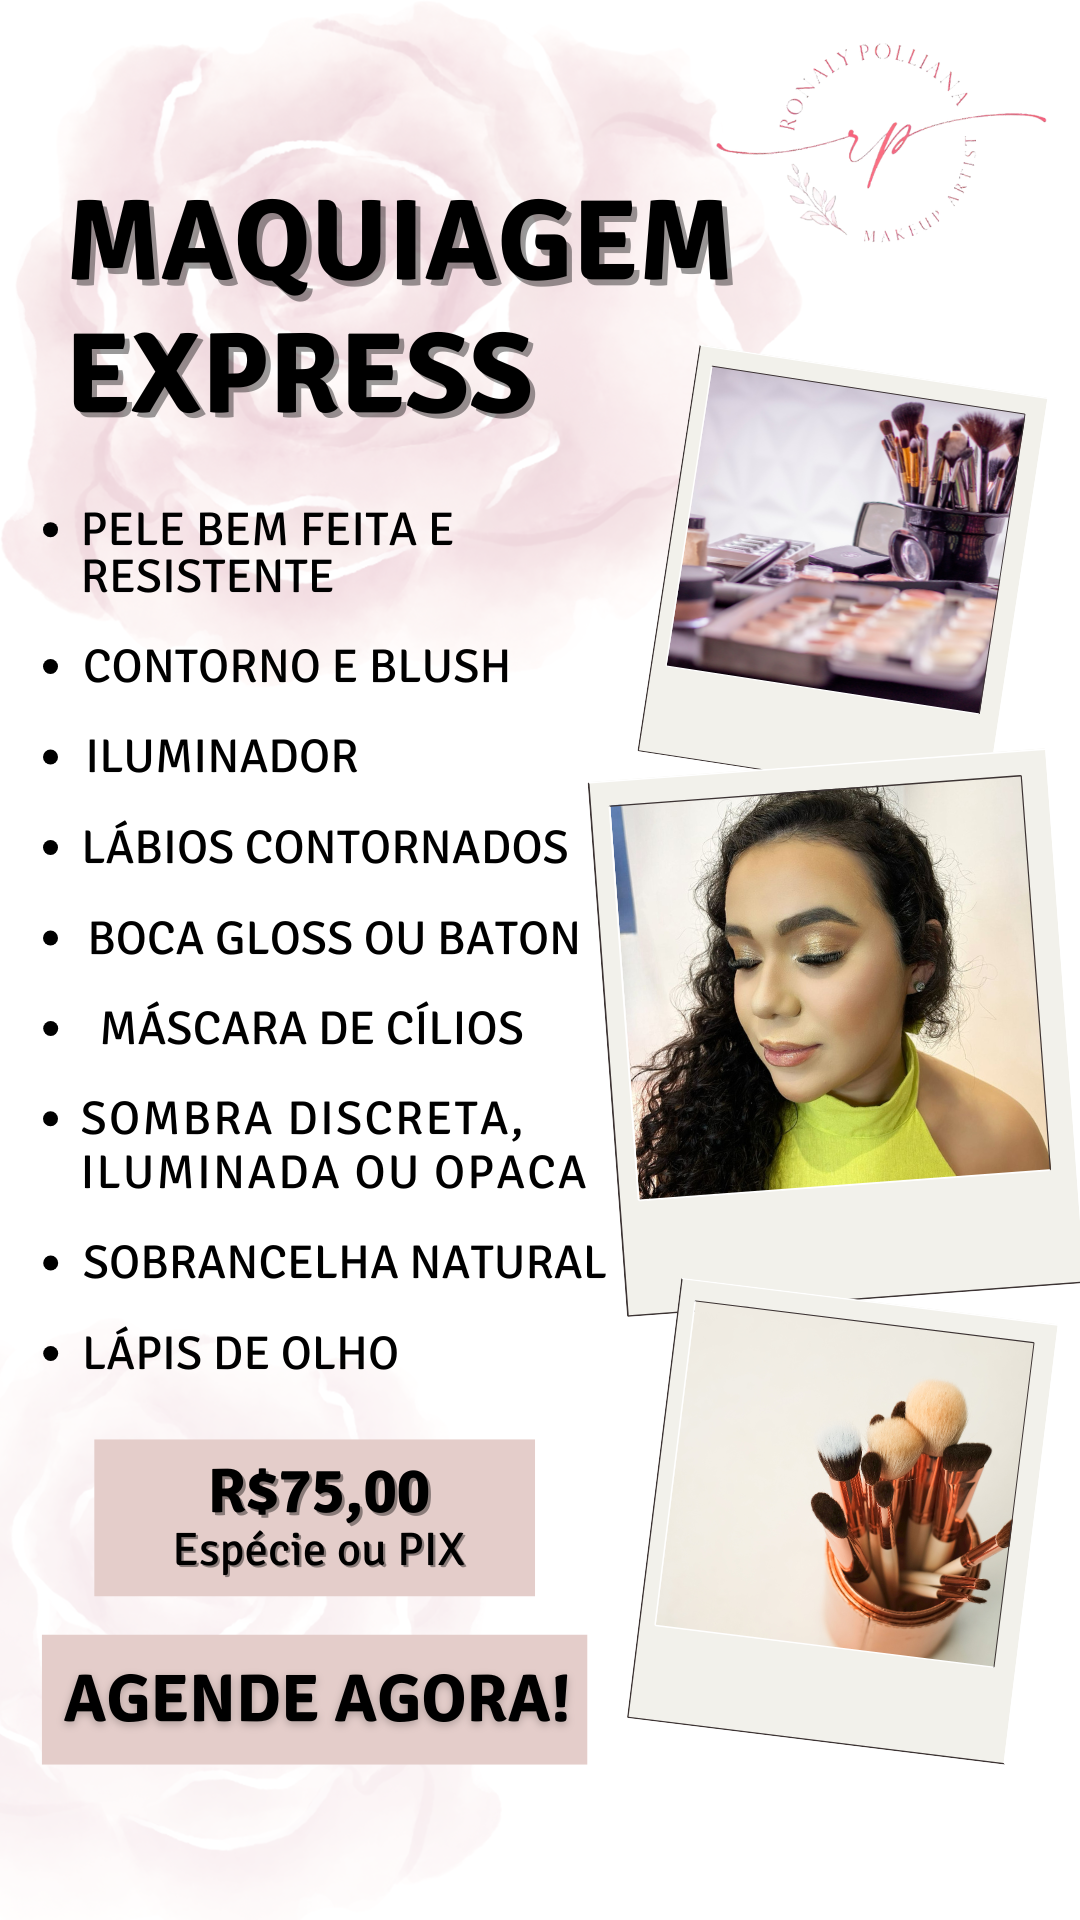 RONALY POLLIANA
rp
MAKEUP ARTIST
MAQUIAGEM
EXPRESS
• PELE BEM FEITA E
RESISTENTE
• CONTORNO E BLUSH
• ILUMINADOR
• LÁBIOS CONTORNADOS
• BOCA GLOSS OU BATON
• MÁSCARA DE CÍLIOS
• SOMBRA DISCRETA,
ILUMINADA OU OPACA
• SOBRANCELHA NATURAL
• LÁPIS DE OLHO
R$75,00
Espécie ou PIX
AGENDE AGORA!